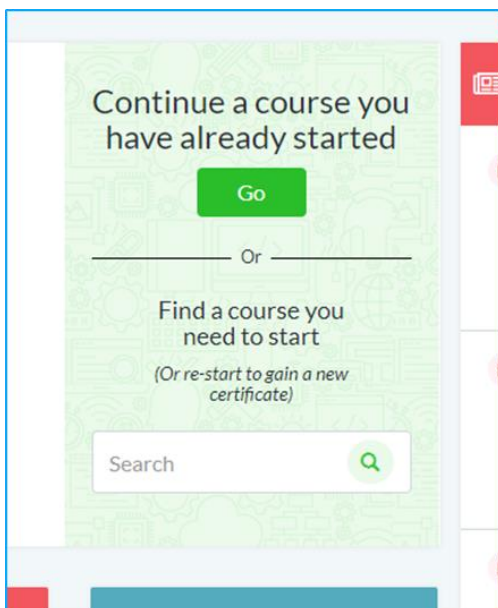 Continue a course you
have already started
Go
Or
Find a course you
need to start
(Or re-start to gain a new
certificate)
Search